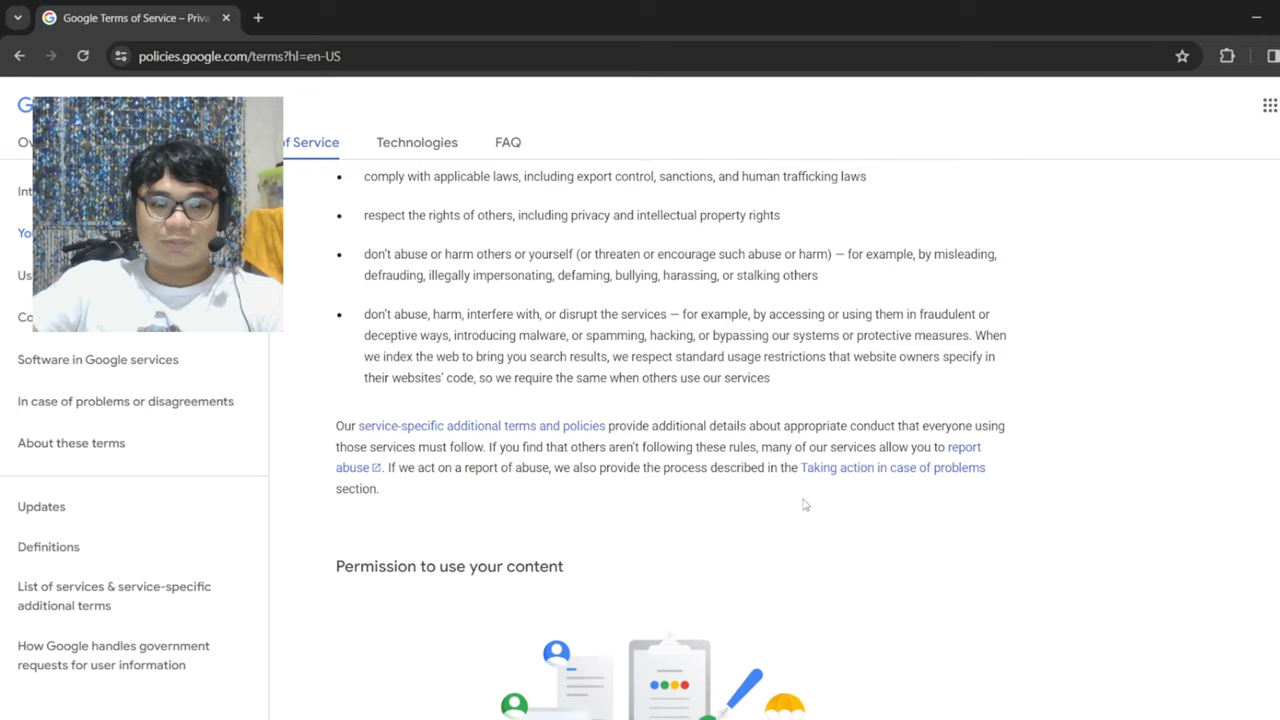 Google Terms of Service – Priva
policies.google.com/terms?hl=en-US
G
Ov
of Service
Technologies
FAQ
Int
Yo
Us
Co
Software in Google services
In case of problems or disagreements
About these terms
Updates
Definitions
List of services & service-specific
additional terms
How Google handles government
requests for user information
• comply with applicable laws, including export control, sanctions, and human trafficking laws
• respect the rights of others, including privacy and intellectual property rights
• don’t abuse or harm others or yourself (or threaten or encourage such abuse or harm) — for example, by misleading,
defrauding, illegally impersonating, defaming, bullying, harassing, or stalking others
• don’t abuse, harm, interfere with, or disrupt the services — for example, by accessing or using them in fraudulent or
deceptive ways, introducing malware, or spamming, hacking, or bypassing our systems or protective measures. When
we index the web to bring you search results, we respect standard usage restrictions that website owners specify in
their websites’ code, so we require the same when others use our services
Our service-specific additional terms and policies provide additional details about appropriate conduct that everyone using
those services must follow. If you find that others aren’t following these rules, many of our services allow you to report
abuse. If we act on a report of abuse, we also provide the process described in the Taking action in case of problems
section.
Permission to use your content